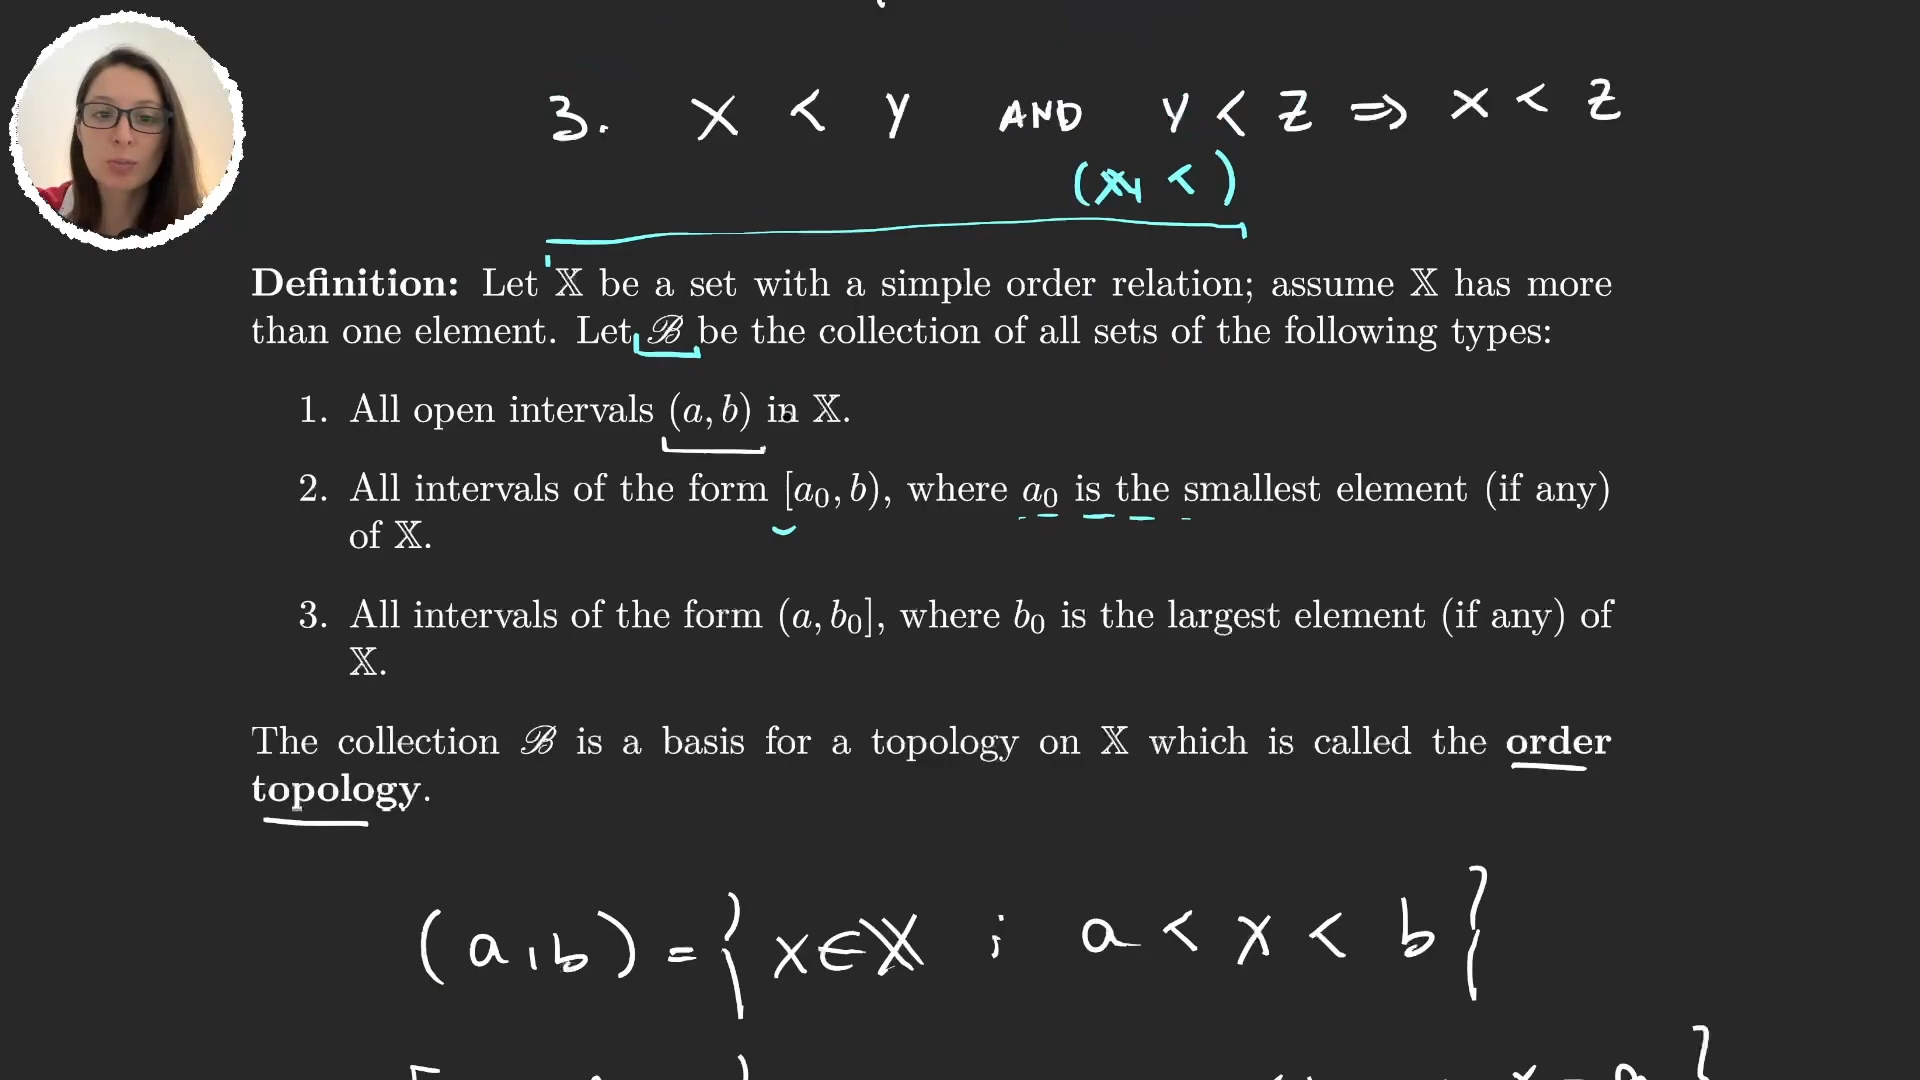 3. x < y AND y < z ⇒ x < z
(X, <)
Definition: Let 𝕏 be a set with a simple order relation; assume 𝕏 has more
than one element. Let ℬ be the collection of all sets of the following types:
1. All open intervals (a, b) in 𝕏.
2. All intervals of the form [a₀, b), where a₀ is the smallest element (if any)
of 𝕏.
3. All intervals of the form (a, b₀], where b₀ is the largest element (if any) of
𝕏.
The collection ℬ is a basis for a topology on 𝕏 which is called the order
topology.
(a,b) = { x ∈ 𝕏 ; a < x < b }